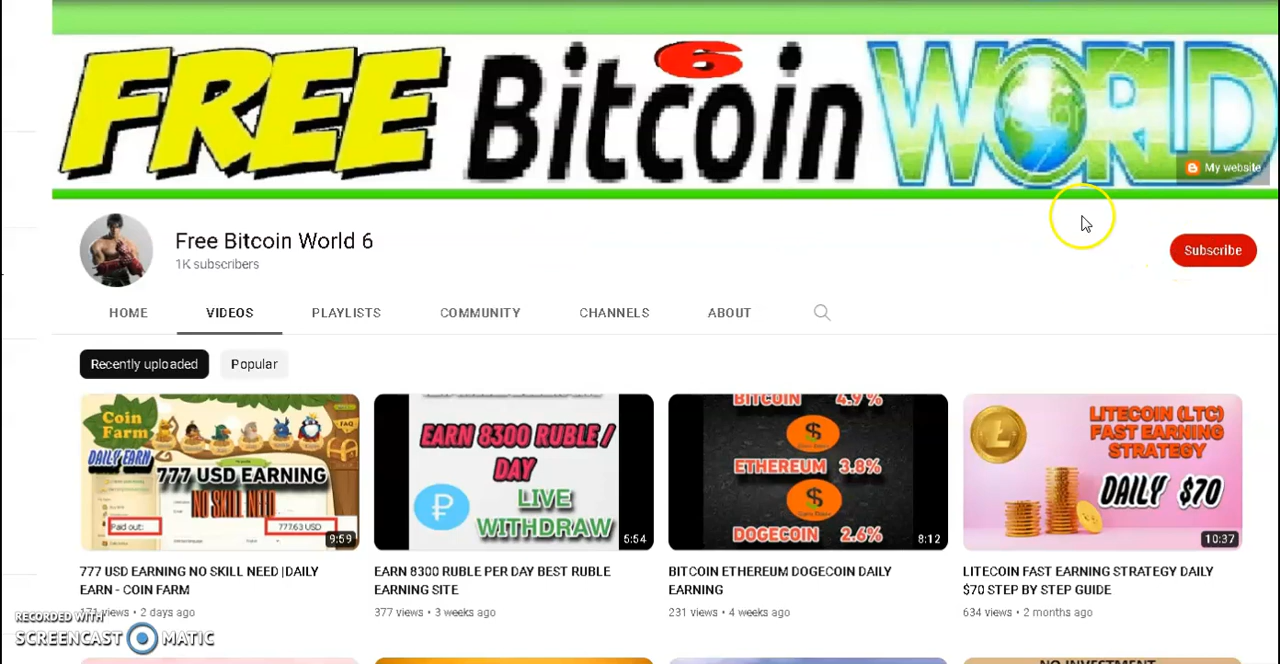 6
FREE Bitcoin WORLD
My website
Free Bitcoin World 6
1K subscribers
Subscribe
HOME VIDEOS PLAYLISTS COMMUNITY CHANNELS ABOUT
Recently uploaded Popular
Coin
Farm
FAQ
DAILY EARN
777 USD EARNING
NO SKILL NEED
Paid out: 777.63 USD
9:59
EARN 8300 RUBLE /
DAY
LIVE
WITHDRAW
5:54
BITCOIN 4.9 %
ETHEREUM 3.8%
DOGECOIN 2.6%
8:12
LITECOIN (LTC)
FAST EARNING
STRATEGY
DAILY $70
10:37
777 USD EARNING NO SKILL NEED |DAILY
EARN - COIN FARM
171 views • 2 days ago
EARN 8300 RUBLE PER DAY BEST RUBLE
EARNING SITE
377 views • 3 weeks ago
BITCOIN ETHEREUM DOGECOIN DAILY
EARNING
231 views • 4 weeks ago
LITECOIN FAST EARNING STRATEGY DAILY
$70 STEP BY STEP GUIDE
634 views • 2 months ago
RECORDED WITH
SCREENCAST MATIC
NO INVESTMENT